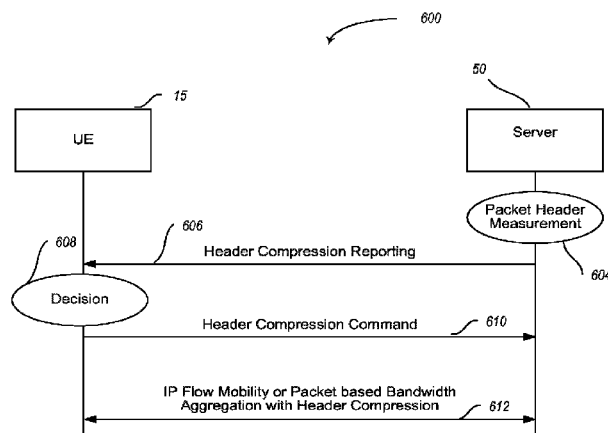 600
15
50
UE
Server
Packet Header
Measurement
604
606
Header Compression Reporting
608
Decision
Header Compression Command
610
IP Flow Mobility or Packet based Bandwidth
Aggregation with Header Compression
612